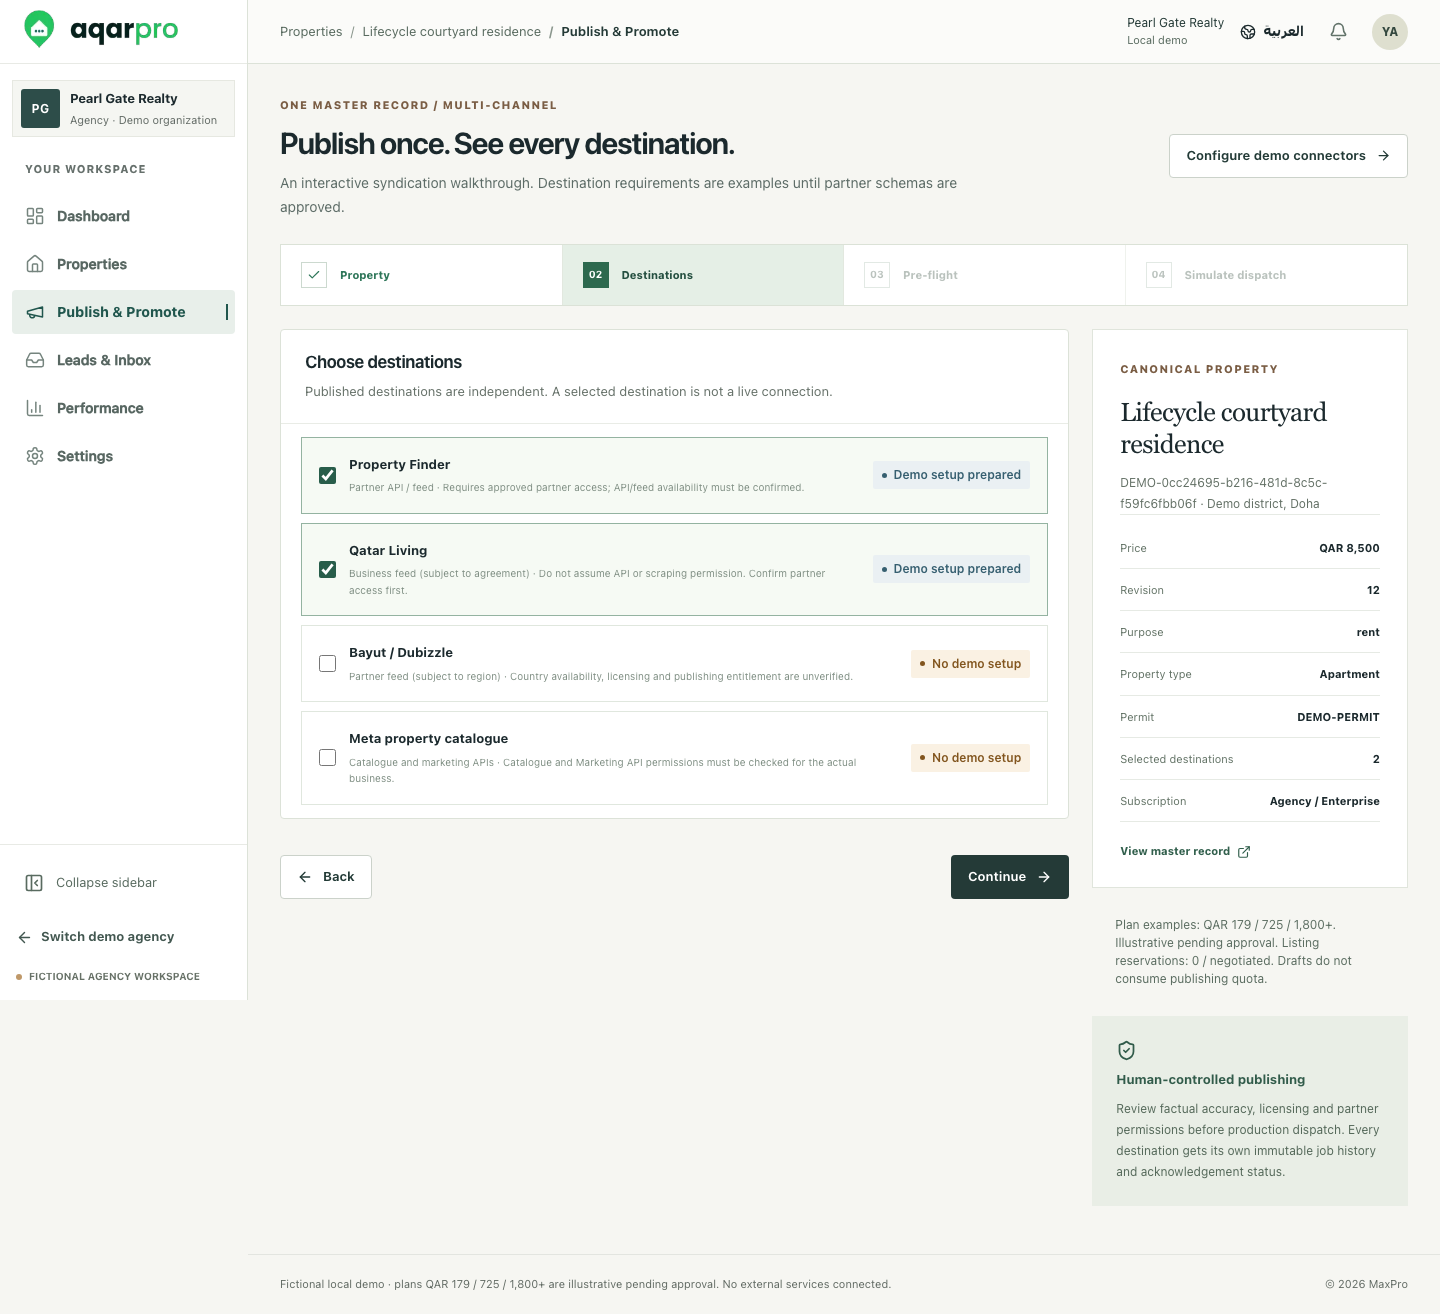 aqarpro
Properties / Lifecycle courtyard residence / Publish & Promote
Pearl Gate Realty
Local demo
العربية
YA
PG
Pearl Gate Realty
Agency · Demo organization
YOUR WORKSPACE
Dashboard
Properties
Publish & Promote
Leads & Inbox
Performance
Settings
Collapse sidebar
Switch demo agency
FICTIONAL AGENCY WORKSPACE
ONE MASTER RECORD / MULTI-CHANNEL
Publish once. See every destination.
An interactive syndication walkthrough. Destination requirements are examples until partner schemas are
approved.
Configure demo connectors
Property
02 Destinations
03 Pre-flight
04 Simulate dispatch
Choose destinations
Published destinations are independent. A selected destination is not a live connection.
Property Finder
Partner API / feed · Requires approved partner access; API/feed availability must be confirmed.
Demo setup prepared
Qatar Living
Business feed (subject to agreement) · Do not assume API or scraping permission. Confirm partner
access first.
Demo setup prepared
Bayut / Dubizzle
Partner feed (subject to region) · Country availability, licensing and publishing entitlement are unverified.
No demo setup
Meta property catalogue
Catalogue and marketing APIs · Catalogue and Marketing API permissions must be checked for the actual
business.
No demo setup
Back
Continue
CANONICAL PROPERTY
Lifecycle courtyard
residence
DEMO-0cc24695-b216-481d-8c5c-
f59fc6fbb06f · Demo district, Doha
Price QAR 8,500
Revision 12
Purpose rent
Property type Apartment
Permit DEMO-PERMIT
Selected destinations 2
Subscription Agency / Enterprise
View master record
Plan examples: QAR 179 / 725 / 1,800+.
Illustrative pending approval. Listing
reservations: 0 / negotiated. Drafts do not
consume publishing quota.
Human-controlled publishing
Review factual accuracy, licensing and partner
permissions before production dispatch. Every
destination gets its own immutable job history
and acknowledgement status.
Fictional local demo · plans QAR 179 / 725 / 1,800+ are illustrative pending approval. No external services connected.
© 2026 MaxPro